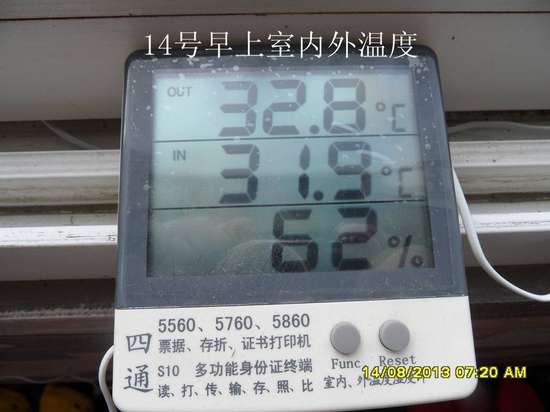 14号早上室内外温度
OUT 32.8 °C
IN 31.9 °C
62 %
四通
5560、5760、5860
票据、存折、证书打印机
S10 多功能身份证终端
读、打、传、输、存、照、比
Func Reset
室内、外温度湿度计
14/08/2013 07:20 AM